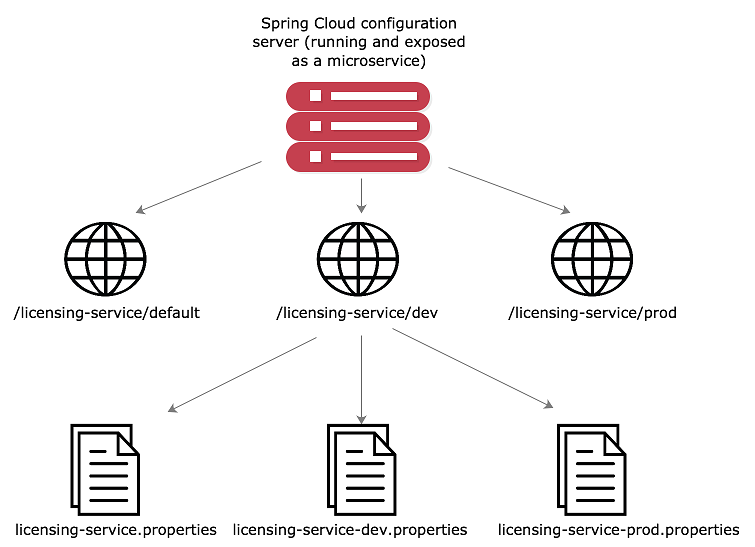 Spring Cloud configuration
server (running and exposed
as a microservice)
/licensing-service/default
/licensing-service/dev
/licensing-service/prod
licensing-service.properties
licensing-service-dev.properties
licensing-service-prod.properties